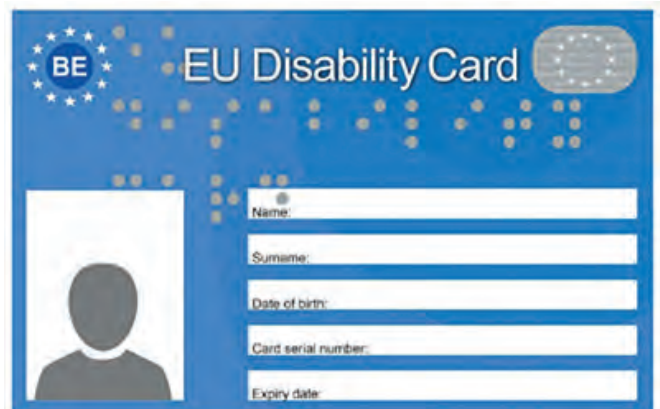 BE
EU Disability Card
Name:
Surname:
Date of birth:
Card serial number:
Expiry date: